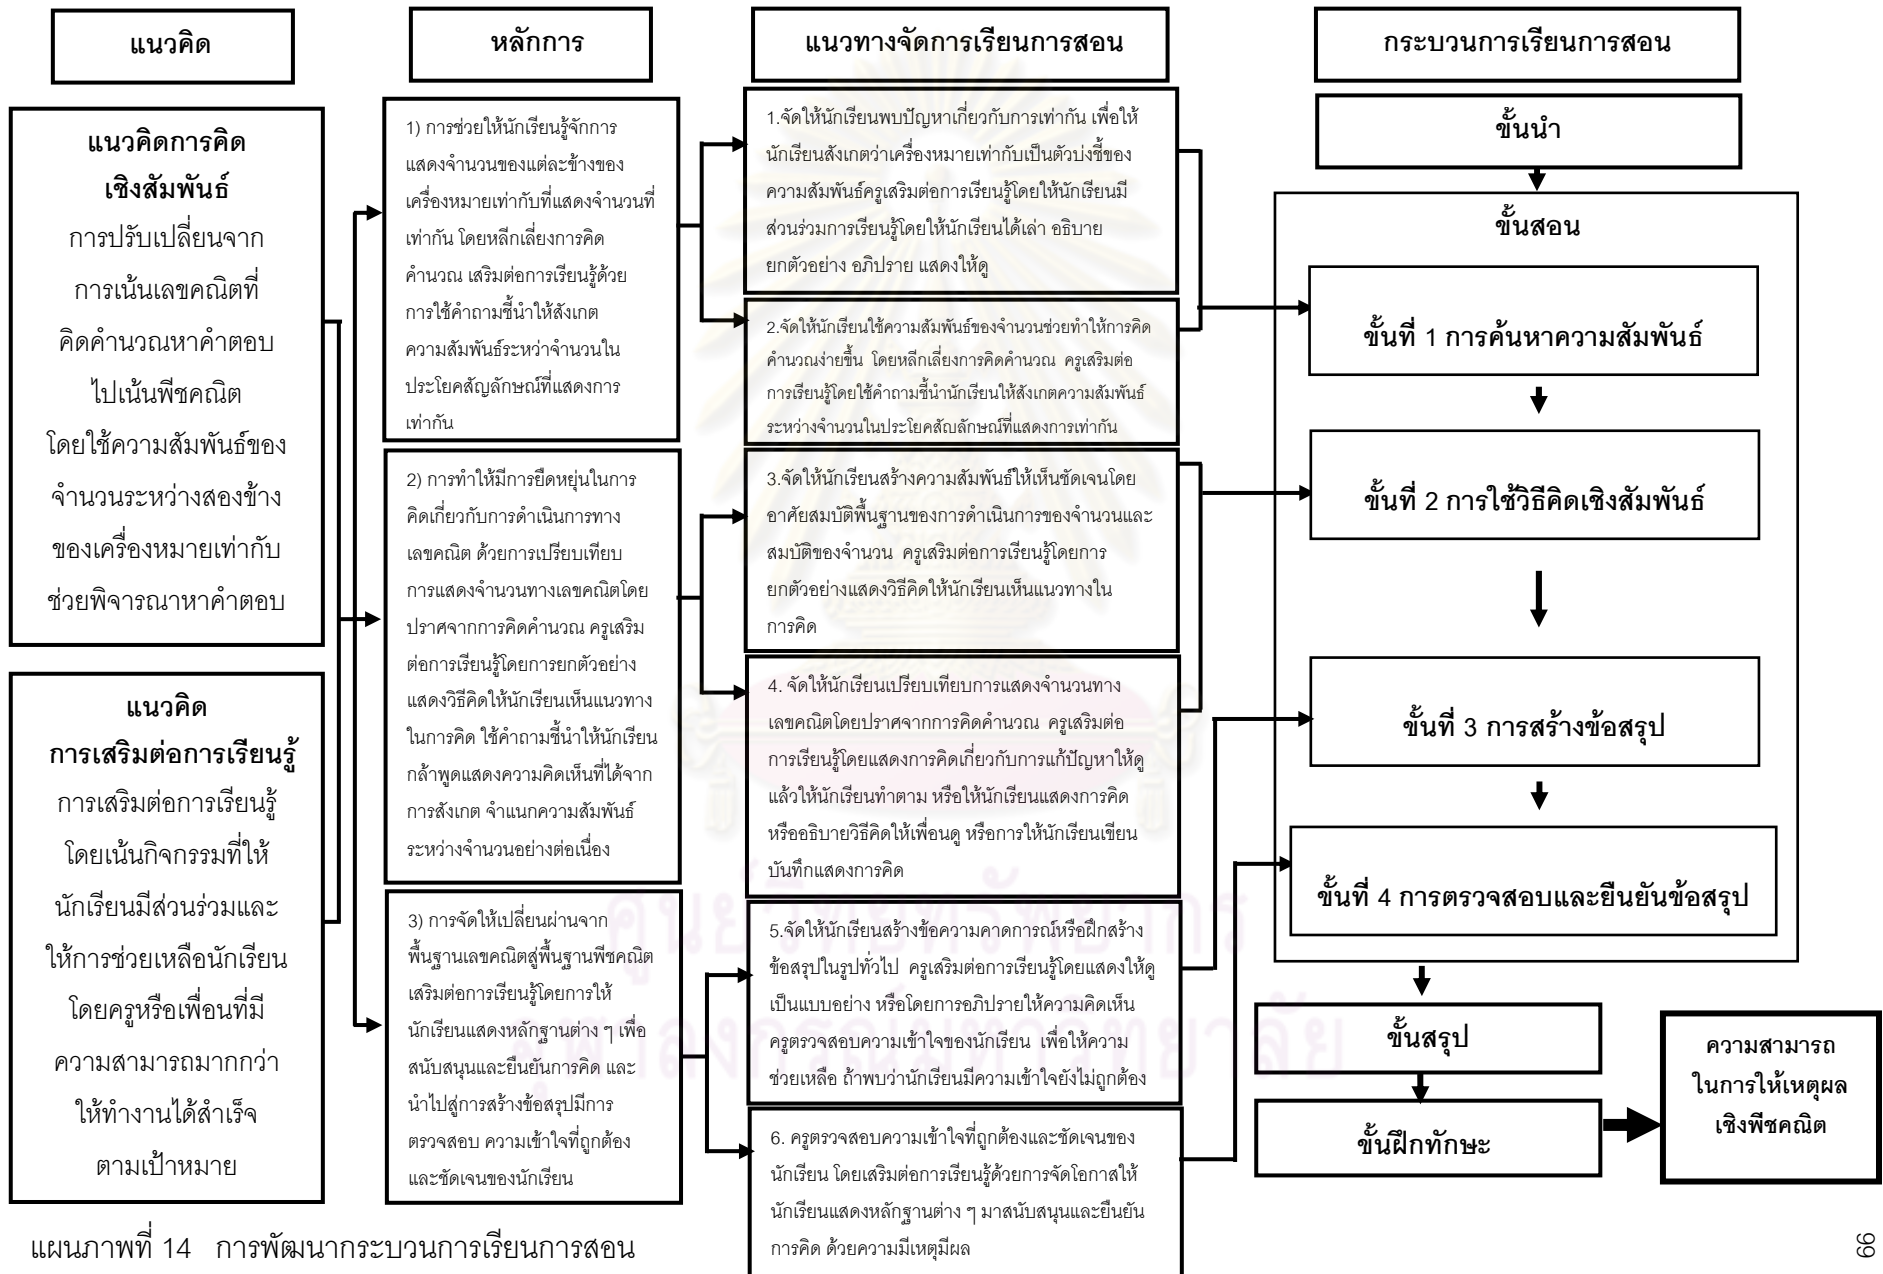 แนวคิด
แนวคิดการคิด
เชิงสัมพันธ์
การปรับเปลี่ยนจาก
การเน้นเลขคณิตที่
คิดคำนวณหาคำตอบ
ไปเน้นพีชคณิต
โดยใช้ความสัมพันธ์ของ
จำนวนระหว่างสองข้าง
ของเครื่องหมายเท่ากับ
ช่วยพิจารณาหาคำตอบ
แนวคิด
การเสริมต่อการเรียนรู้
การเสริมต่อการเรียนรู้
โดยเน้นกิจกรรมที่ให้
นักเรียนมีส่วนร่วมและ
ให้การช่วยเหลือนักเรียน
โดยครูหรือเพื่อนที่มี
ความสามารถมากกว่า
ให้ทำงานได้สำเร็จ
ตามเป้าหมาย
หลักการ
1) การช่วยให้นักเรียนรู้จักการ
แสดงจำนวนของแต่ละข้างของ
เครื่องหมายเท่ากับที่แสดงจำนวนที่
เท่ากัน โดยหลีกเลี่ยงการคิด
คำนวณ เสริมต่อการเรียนรู้ด้วย
การใช้คำถามชี้นำให้สังเกต
ความสัมพันธ์ระหว่าจำนวนใน
ประโยคสัญลักษณ์ที่แสดงการ
เท่ากัน
2) การทำให้มีการยืดหยุ่นในการ
คิดเกี่ยวกับการดำเนินการทาง
เลขคณิต ด้วยการเปรียบเทียบ
การแสดงจำนวนทางเลขคณิตโดย
ปราศจากการคิดคำนวณ ครูเสริม
ต่อการเรียนรู้โดยการยกตัวอย่าง
แสดงวิธีคิดให้นักเรียนเห็นแนวทาง
ในการคิด ใช้คำถามชี้นำให้นักเรียน
กล้าพูดแสดงความคิดเห็นที่ได้จาก
การสังเกต จำแนกความสัมพันธ์
ระหว่างจำนวนอย่างต่อเนื่อง
3) การจัดให้เปลี่ยนผ่านจาก
พื้นฐานเลขคณิตสู่พื้นฐานพีชคณิต
เสริมต่อการเรียนรู้โดยการให้
นักเรียนแสดงหลักฐานต่าง ๆ เพื่อ
สนับสนุนและยืนยันการคิด และ
นำไปสู่การสร้างข้อสรุปมีการ
ตรวจสอบ ความเข้าใจที่ถูกต้อง
และชัดเจนของนักเรียน
แนวทางจัดการเรียนการสอน
1.จัดให้นักเรียนพบปัญหาเกี่ยวกับการเท่ากัน เพื่อให้
นักเรียนสังเกตว่าเครื่องหมายเท่ากับเป็นตัวบ่งชี้ของ
ความสัมพันธ์ครูเสริมต่อการเรียนรู้โดยให้นักเรียนมี
ส่วนร่วมการเรียนรู้โดยให้นักเรียนได้เล่า อธิบาย
ยกตัวอย่าง อภิปราย แสดงให้ดู
2.จัดให้นักเรียนใช้ความสัมพันธ์ของจำนวนช่วยทำให้การคิด
คำนวณง่ายขึ้น โดยหลีกเลี่ยงการคิดคำนวณ ครูเสริมต่อ
การเรียนรู้โดยใช้คำถามชี้นำนักเรียนให้สังเกตความสัมพันธ์
ระหว่างจำนวนในประโยคสัญลักษณ์ที่แสดงการเท่ากัน
3.จัดให้นักเรียนสร้างความสัมพันธ์ให้เห็นชัดเจนโดย
อาศัยสมบัติพื้นฐานของการดำเนินการของจำนวนและ
สมบัติของจำนวน ครูเสริมต่อการเรียนรู้โดยการ
ยกตัวอย่างแสดงวิธีคิดให้นักเรียนเห็นแนวทางใน
การคิด
4. จัดให้นักเรียนเปรียบเทียบการแสดงจำนวนทาง
เลขคณิตโดยปราศจากการคิดคำนวณ ครูเสริมต่อ
การเรียนรู้โดยแสดงการคิดเกี่ยวกับการแก้ปัญหาให้ดู
แล้วให้นักเรียนทำตาม หรือให้นักเรียนแสดงการคิด
หรืออธิบายวิธีคิดให้เพื่อนดู หรือการให้นักเรียนเขียน
บันทึกแสดงการคิด
5.จัดให้นักเรียนสร้างข้อความคาดการณ์หรือฝึกสร้าง
ข้อสรุปในรูปทั่วไป ครูเสริมต่อการเรียนรู้โดยแสดงให้ดู
เป็นแบบอย่าง หรือโดยการอภิปรายให้ความคิดเห็น
ครูตรวจสอบความเข้าใจของนักเรียน เพื่อให้ความ
ช่วยเหลือ ถ้าพบว่านักเรียนมีความเข้าใจยังไม่ถูกต้อง
6. ครูตรวจสอบความเข้าใจที่ถูกต้องและชัดเจนของ
นักเรียน โดยเสริมต่อการเรียนรู้ด้วยการจัดโอกาสให้
นักเรียนแสดงหลักฐานต่าง ๆ มาสนับสนุนและยืนยัน
การคิด ด้วยความมีเหตุมีผล
กระบวนการเรียนการสอน
ขั้นนำ
ขั้นสอน
ขั้นที่ 1 การค้นหาความสัมพันธ์
ขั้นที่ 2 การใช้วิธีคิดเชิงสัมพันธ์
ขั้นที่ 3 การสร้างข้อสรุป
ขั้นที่ 4 การตรวจสอบและยืนยันข้อสรุป
ขั้นสรุป
ขั้นฝึกทักษะ
ความสามารถ
ในการให้เหตุผล
เชิงพีชคณิต
ศูนย์วิทยทรัพยากร
จุฬาลงกรณ์มหาวิทยาลัย
แผนภาพที่ 14 การพัฒนากระบวนการเรียนการสอน
99